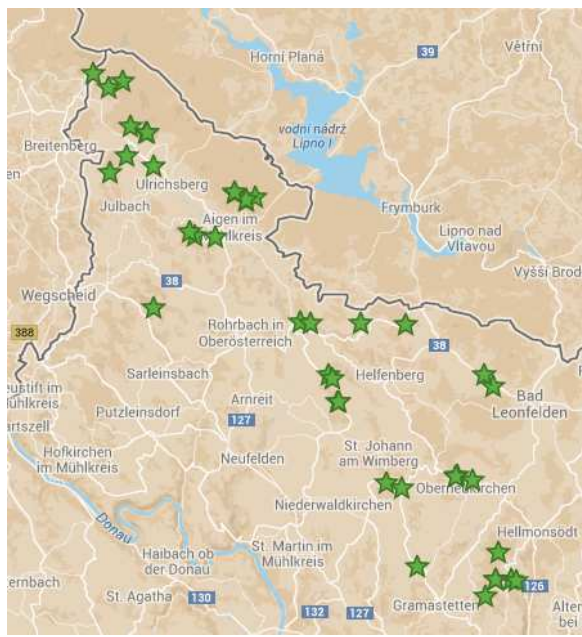 Větřní
Horní Planá
39
vodní nádrž
Lipno I
Breitenberg
Ulrichsberg
Julbach
Frymburk
Aigen im
Lipno nad
Vltavou
Vyšší Brod
38
Wegscheid
388
Rohrbach in
Oberösterreich
38
Sarleinsbach
Helfenberg
Arnreit
Bad
Leonfelden
Putzleinsdorf
127
St. Johann
am Wimberg
Hofkirchen
im Mühlkreis
Neufelden
Niederwaldkirchen
Donau
Hellmonsödt
St. Martin im
Mühlkreis
Haibach ob
der Donau
126
St. Agatha
130
132
127
Gramastetten
bei